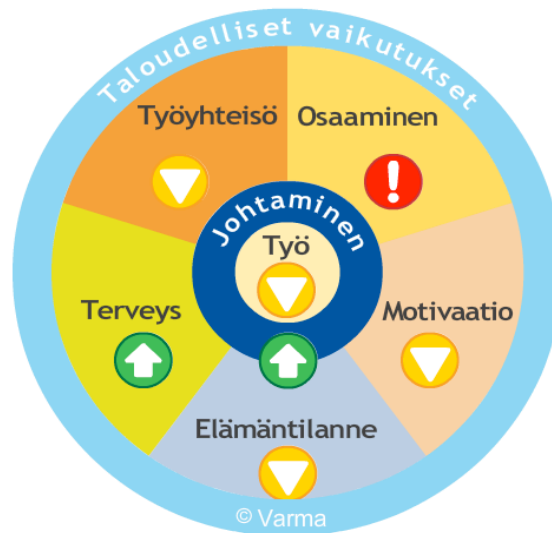 Taloudelliset vaikutukset
Työyhteisö
Osaaminen
Johtaminen
Työ
Terveys
Motivaatio
Elämäntilanne
© Varma